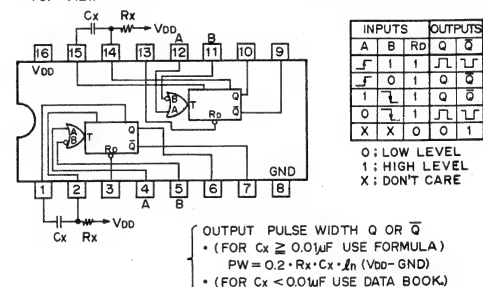 TOP VIEW
Cx Rx
VDD
A B
16 15 14 13 12 11 10 9
VDD
B
A
T
Q
Q̅
RD
A
B
T
Q
Q̅
RD
GND
1 2 3 4 5 6 7 8
A B
VDD
Cx Rx
INPUTS OUTPUTS
A B RD Q Q̅
1 1
0 1 Q Q̅
1 1 Q Q̅
0 1
X X 0 0 1
0 ; LOW LEVEL
1 ; HIGH LEVEL
X ; DON'T CARE
OUTPUT PULSE WIDTH Q OR Q̅
• (FOR Cx ≧ 0.01μF USE FORMULA)
PW = 0.2 • Rx • Cx • ℓn (VDD - GND)
• (FOR Cx < 0.01μF USE DATA BOOK.)